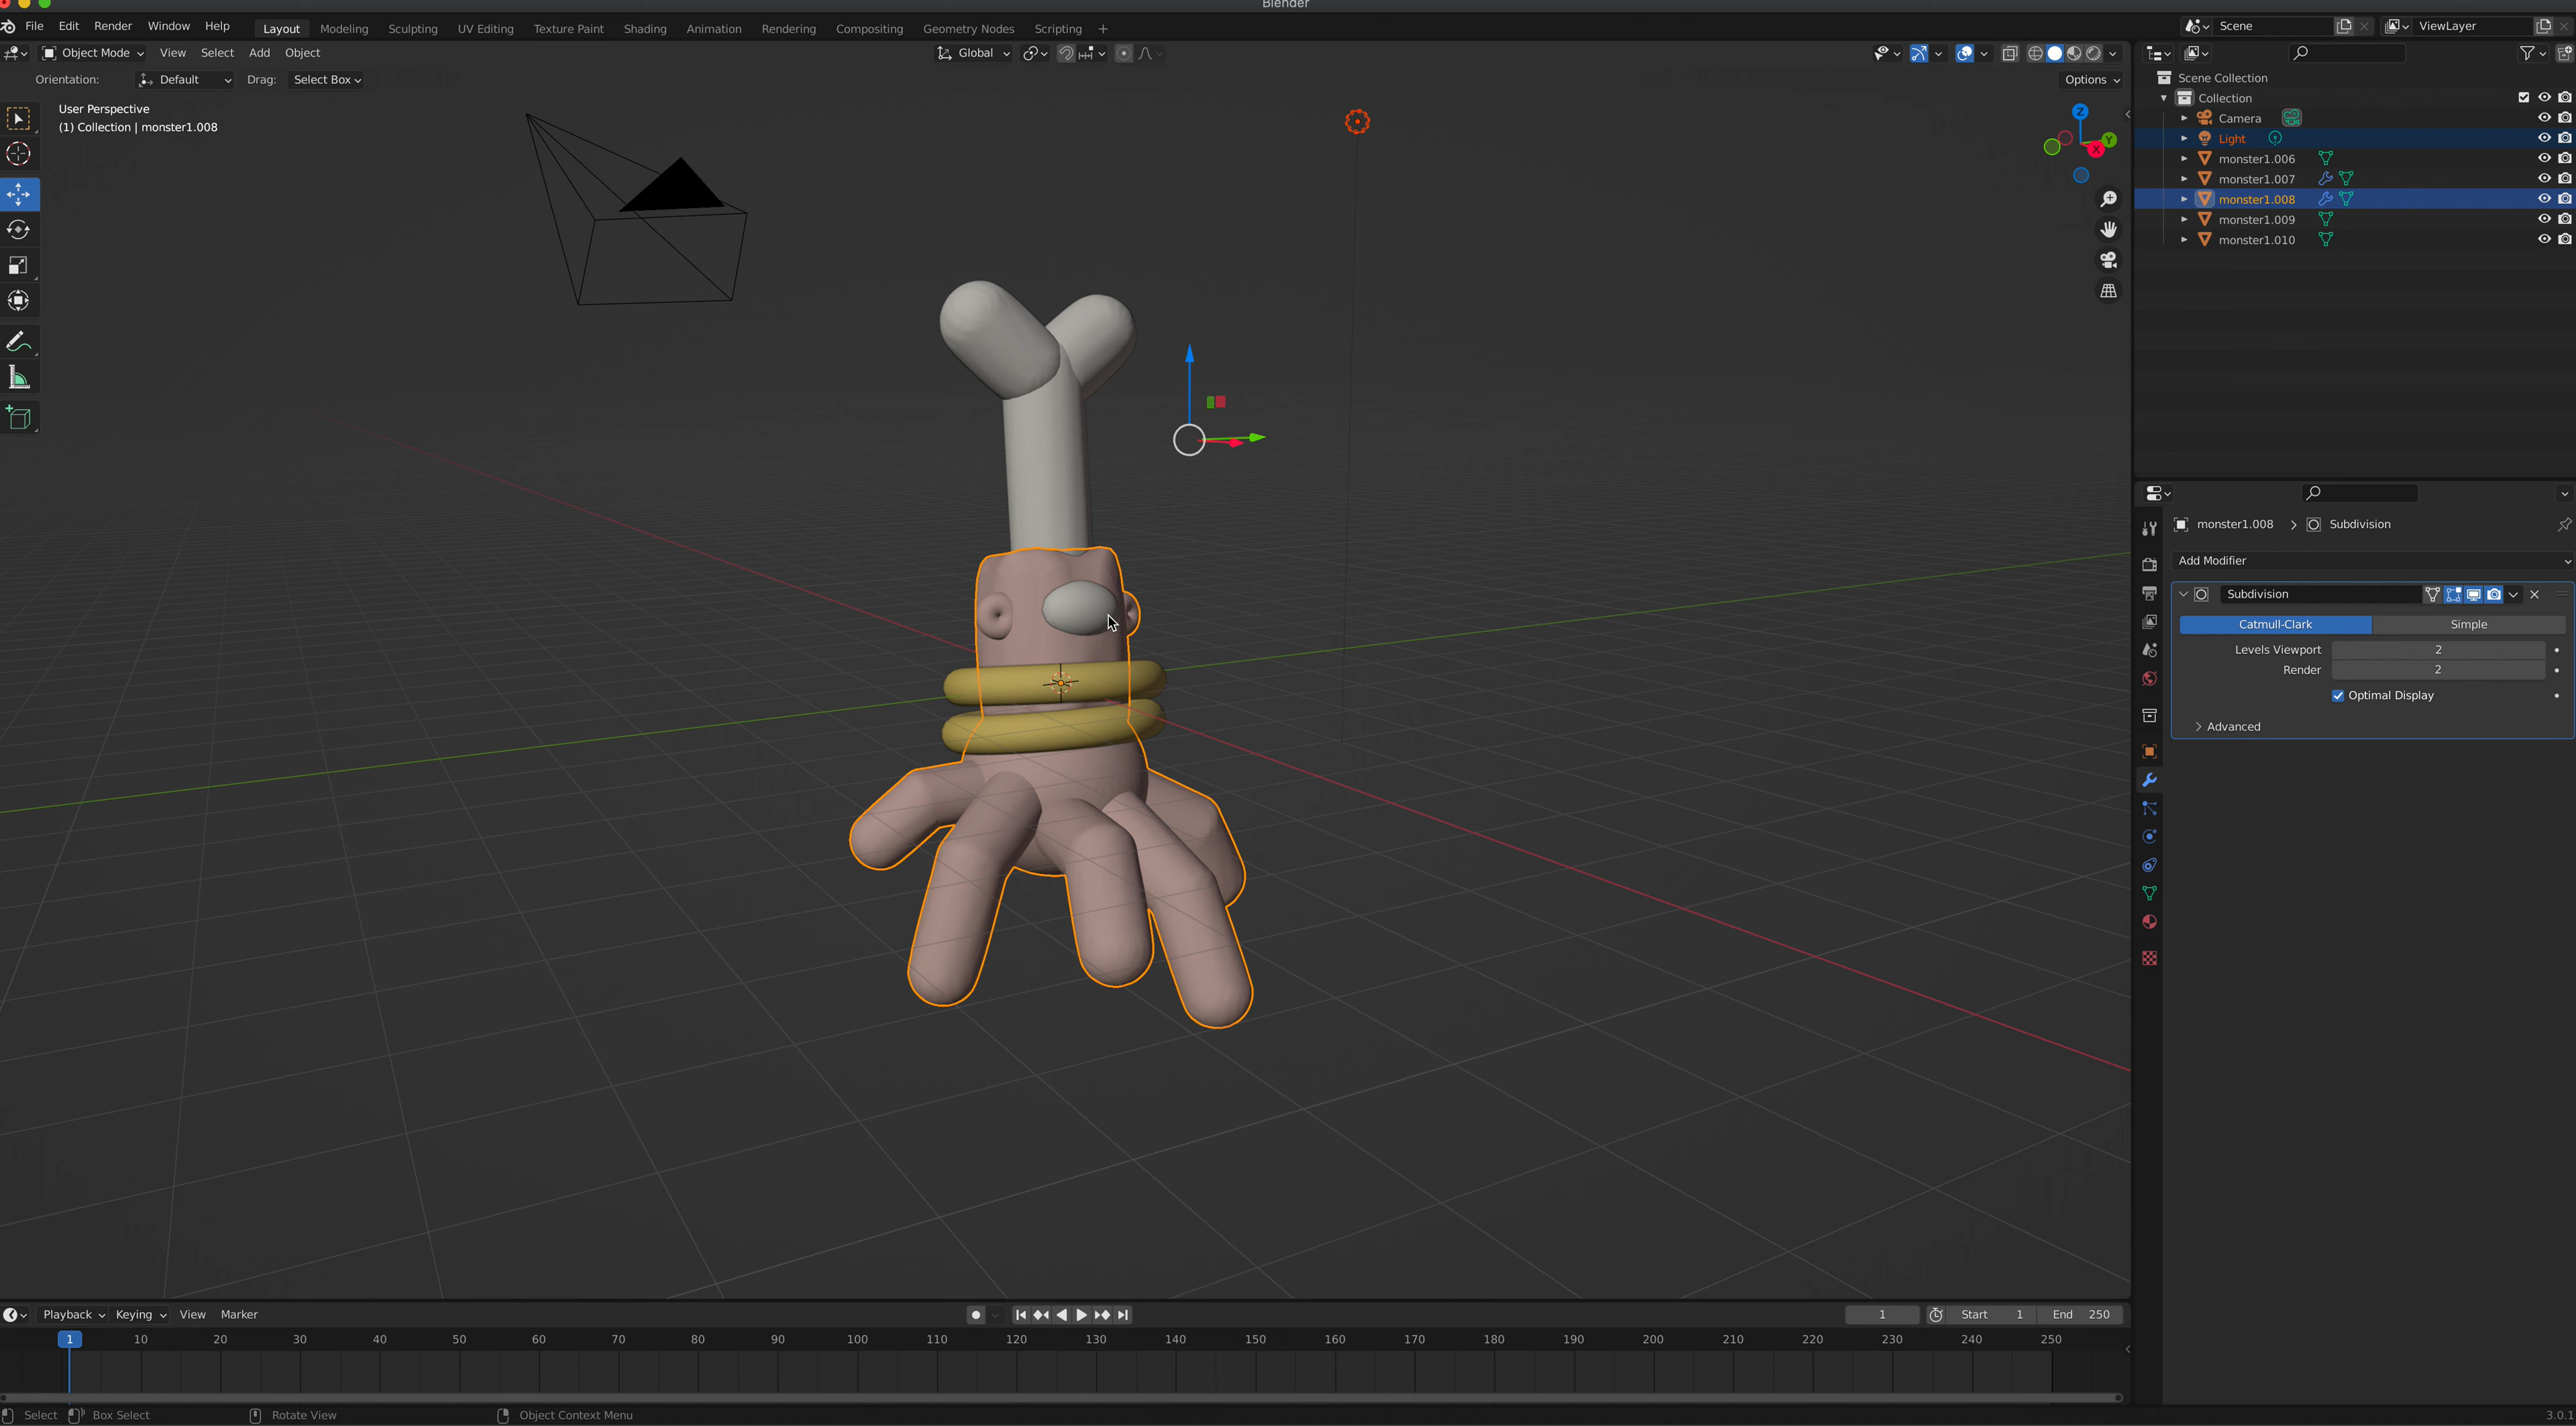 Blender
File Edit Render Window Help Layout Modeling Sculpting UV Editing Texture Paint Shading Animation Rendering Compositing Geometry Nodes Scripting + Scene ViewLayer
Object Mode View Select Add Object Global
Orientation: Default Drag: Select Box Options
User Perspective
(1) Collection | monster1.008
Z
Y
X
Scene Collection
Collection
Camera
Light
monster1.006
monster1.007
monster1.008
monster1.009
monster1.010
monster1.008 > Subdivision
Add Modifier
Subdivision
Catmull-Clark Simple
Levels Viewport 2
Render 2
Optimal Display
Advanced
Playback Keying View Marker 1 Start 1 End 250
1 10 20 30 40 50 60 70 80 90 100 110 120 130 140 150 160 170 180 190 200 210 220 230 240 250
Select Box Select Rotate View Object Context Menu 3.0.1